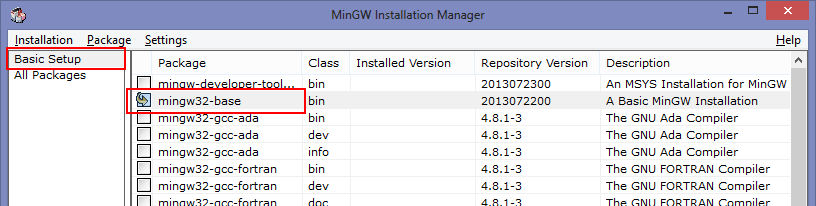 MinGW Installation Manager
Installation Package Settings Help
Basic Setup
All Packages
Package Class Installed Version Repository Version Description
mingw-developer-tool... bin 2013072300 An MSYS Installation for MinGW
mingw32-base bin 2013072200 A Basic MinGW Installation
mingw32-gcc-ada bin 4.8.1-3 The GNU Ada Compiler
mingw32-gcc-ada dev 4.8.1-3 The GNU Ada Compiler
mingw32-gcc-ada info 4.8.1-3 The GNU Ada Compiler
mingw32-gcc-fortran bin 4.8.1-3 The GNU FORTRAN Compiler
mingw32-gcc-fortran dev 4.8.1-3 The GNU FORTRAN Compiler
mingw32-gcc-fortran doc 4.8.1-3 The GNU FORTRAN Compiler